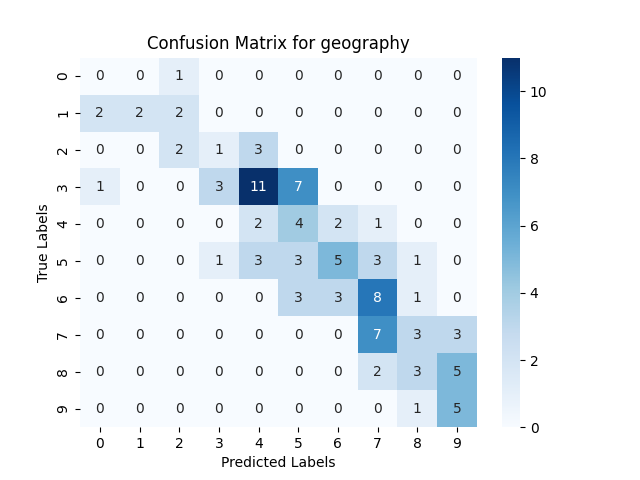 Confusion Matrix for geography
0 0 0 1 0 0 0 0 0 0 0
1 2 2 2 0 0 0 0 0 0 0
2 0 0 2 1 3 0 0 0 0 0
3 1 0 0 3 11 7 0 0 0 0
4 0 0 0 0 2 4 2 1 0 0
5 0 0 0 1 3 3 5 3 1 0
6 0 0 0 0 0 3 3 8 1 0
7 0 0 0 0 0 0 0 7 3 3
8 0 0 0 0 0 0 0 2 3 5
9 0 0 0 0 0 0 0 0 1 5
0 1 2 3 4 5 6 7 8 9
Predicted Labels
True Labels
10
8
6
4
2
0